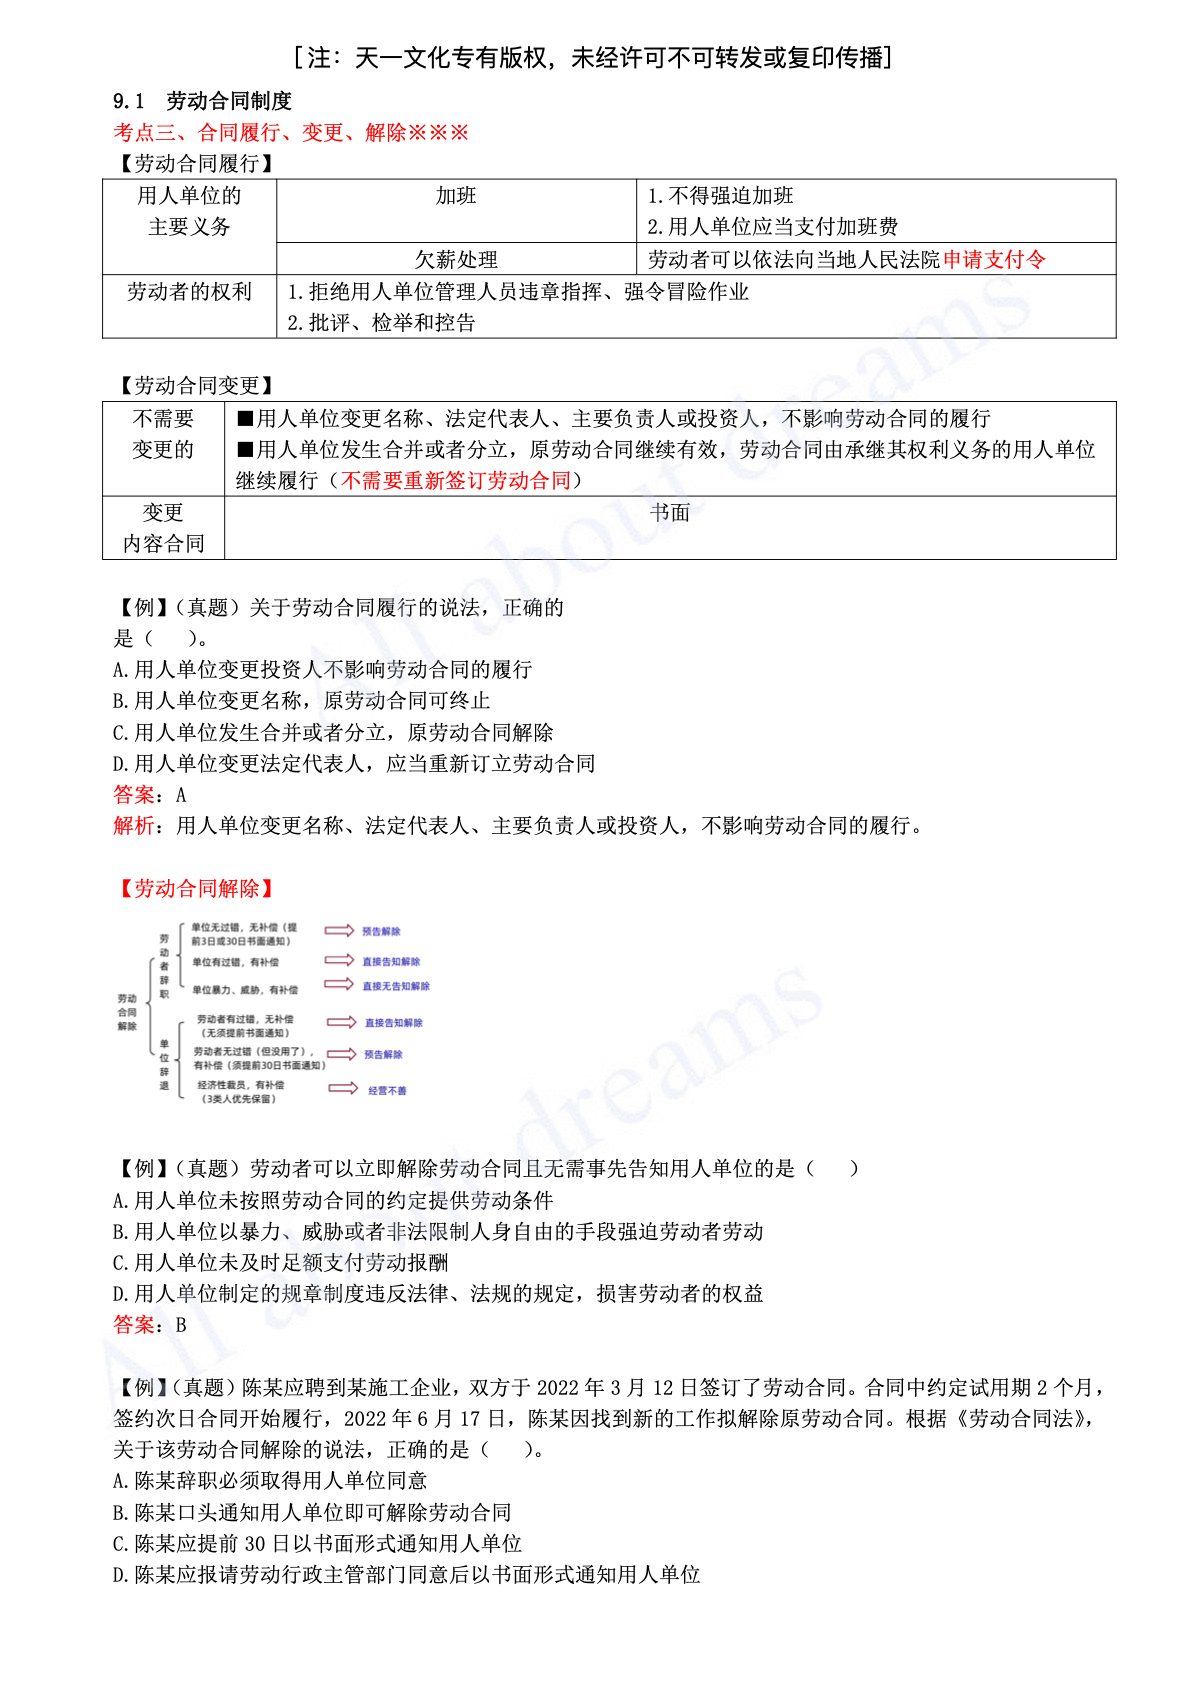 [注：天一文化专有版权，未经许可不可转发或复印传播]
9.1 劳动合同制度
考点三、合同履行、变更、解除※※※
【劳动合同履行】
用人单位的
主要义务
加班
1.不得强迫加班
2.用人单位应当支付加班费
欠薪处理
劳动者可以依法向当地人民法院申请支付令
劳动者的权利
1.拒绝用人单位管理人员违章指挥、强令冒险作业
2.批评、检举和控告
【劳动合同变更】
不需要
变更的
■用人单位变更名称、法定代表人、主要负责人或投资人，不影响劳动合同的履行
■用人单位发生合并或者分立，原劳动合同继续有效，劳动合同由承继其权利义务的用人单位
继续履行（不需要重新签订劳动合同）
变更
内容合同
书面
【例】（真题）关于劳动合同履行的说法，正确的
是（ ）。
A.用人单位变更投资人不影响劳动合同的履行
B.用人单位变更名称，原劳动合同可终止
C.用人单位发生合并或者分立，原劳动合同解除
D.用人单位变更法定代表人，应当重新订立劳动合同
答案：A
解析：用人单位变更名称、法定代表人、主要负责人或投资人，不影响劳动合同的履行。
【劳动合同解除】
劳动
合同
解除
劳动者辞职
单位无过错，无补偿（提
前3日或30日书面通知）
预告解除
单位有过错，有补偿
直接告知解除
单位暴力、威胁，有补偿
直接无告知解除
单位辞退
劳动者有过错，无补偿
（无须提前书面通知）
直接告知解除
劳动者无过错（但没用了），
有补偿（须提前30日书面通知）
预告解除
经济性裁员，有补偿
（3类人优先保留）
经营不善
【例】（真题）劳动者可以立即解除劳动合同且无需事先告知用人单位的是（ ）
A.用人单位未按照劳动合同的约定提供劳动条件
B.用人单位以暴力、威胁或者非法限制人身自由的手段强迫劳动者劳动
C.用人单位未及时足额支付劳动报酬
D.用人单位制定的规章制度违反法律、法规的规定，损害劳动者的权益
答案：B
【例】（真题）陈某应聘到某施工企业，双方于 2022 年 3 月 12 日签订了劳动合同。合同中约定试用期 2 个月，
签约次日合同开始履行，2022 年 6 月 17 日，陈某因找到新的工作拟解除原劳动合同。根据《劳动合同法》，
关于该劳动合同解除的说法，正确的是（ ）。
A.陈某辞职必须取得用人单位同意
B.陈某口头通知用人单位即可解除劳动合同
C.陈某应提前 30 日以书面形式通知用人单位
D.陈某应报请劳动行政主管部门同意后以书面形式通知用人单位
All about dreams
All about dreams